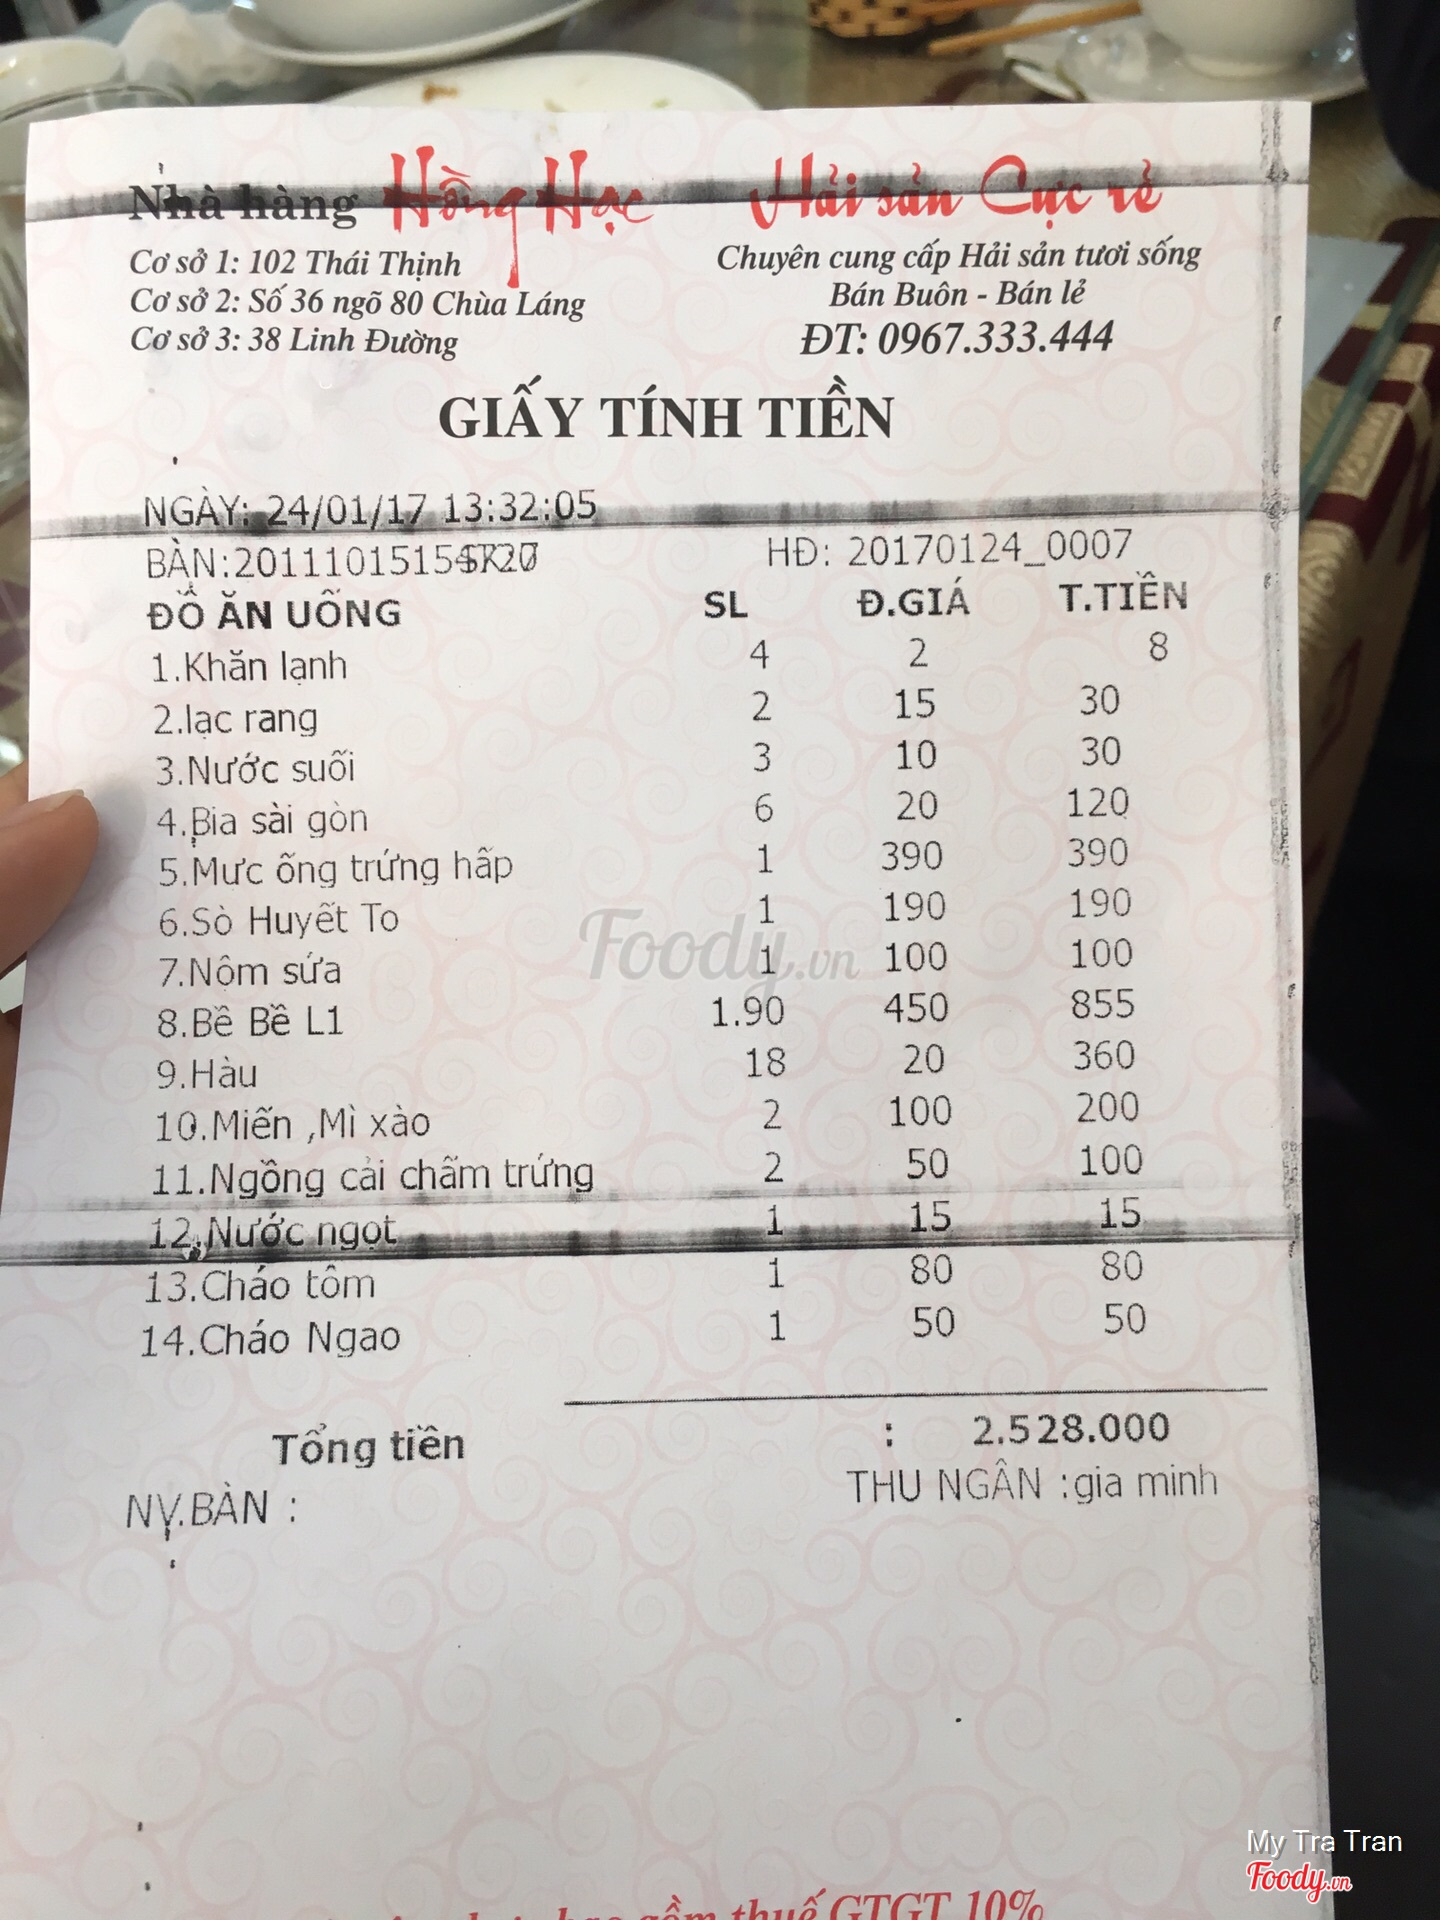 Nhà hàng Hồng Hạc Hải sản Cực rẻ
Cơ sở 1: 102 Thái Thịnh
Cơ sở 2: Số 36 ngõ 80 Chùa Láng
Cơ sở 3: 38 Linh Đường
Chuyên cung cấp Hải sản tươi sống
Bán Buôn - Bán lẻ
ĐT: 0967.333.444
GIẤY TÍNH TIỀN
NGÀY: 24/01/17 13:32:05
BÀN: HĐ: 20170124_0007
ĐỒ ĂN UỐNG SL Đ.GIÁ T.TIỀN
1.Khăn lạnh 4 2 8
2.lạc rang 2 15 30
3.Nước suối 3 10 30
4.Bia sài gòn 6 20 120
5.Mưc ống trứng hấp 1 390 390
6.Sò Huyết To 1 190 190
7.Nộm sứa 1 100 100
8.Bề Bề L1 1.90 450 855
9.Hàu 18 20 360
10.Miến ,Mì xào 2 100 200
11.Ngồng cải chấm trứng 2 50 100
12.Nước ngọt 1 15 15
13.Cháo tôm 1 80 80
14.Cháo Ngao 1 50 50
Tổng tiền : 2.528.000
NV.BÀN : THU NGÂN :gia minh
gồm thuế GTGT 10%
Foody.vn
My Tra Tran
Foody.vn